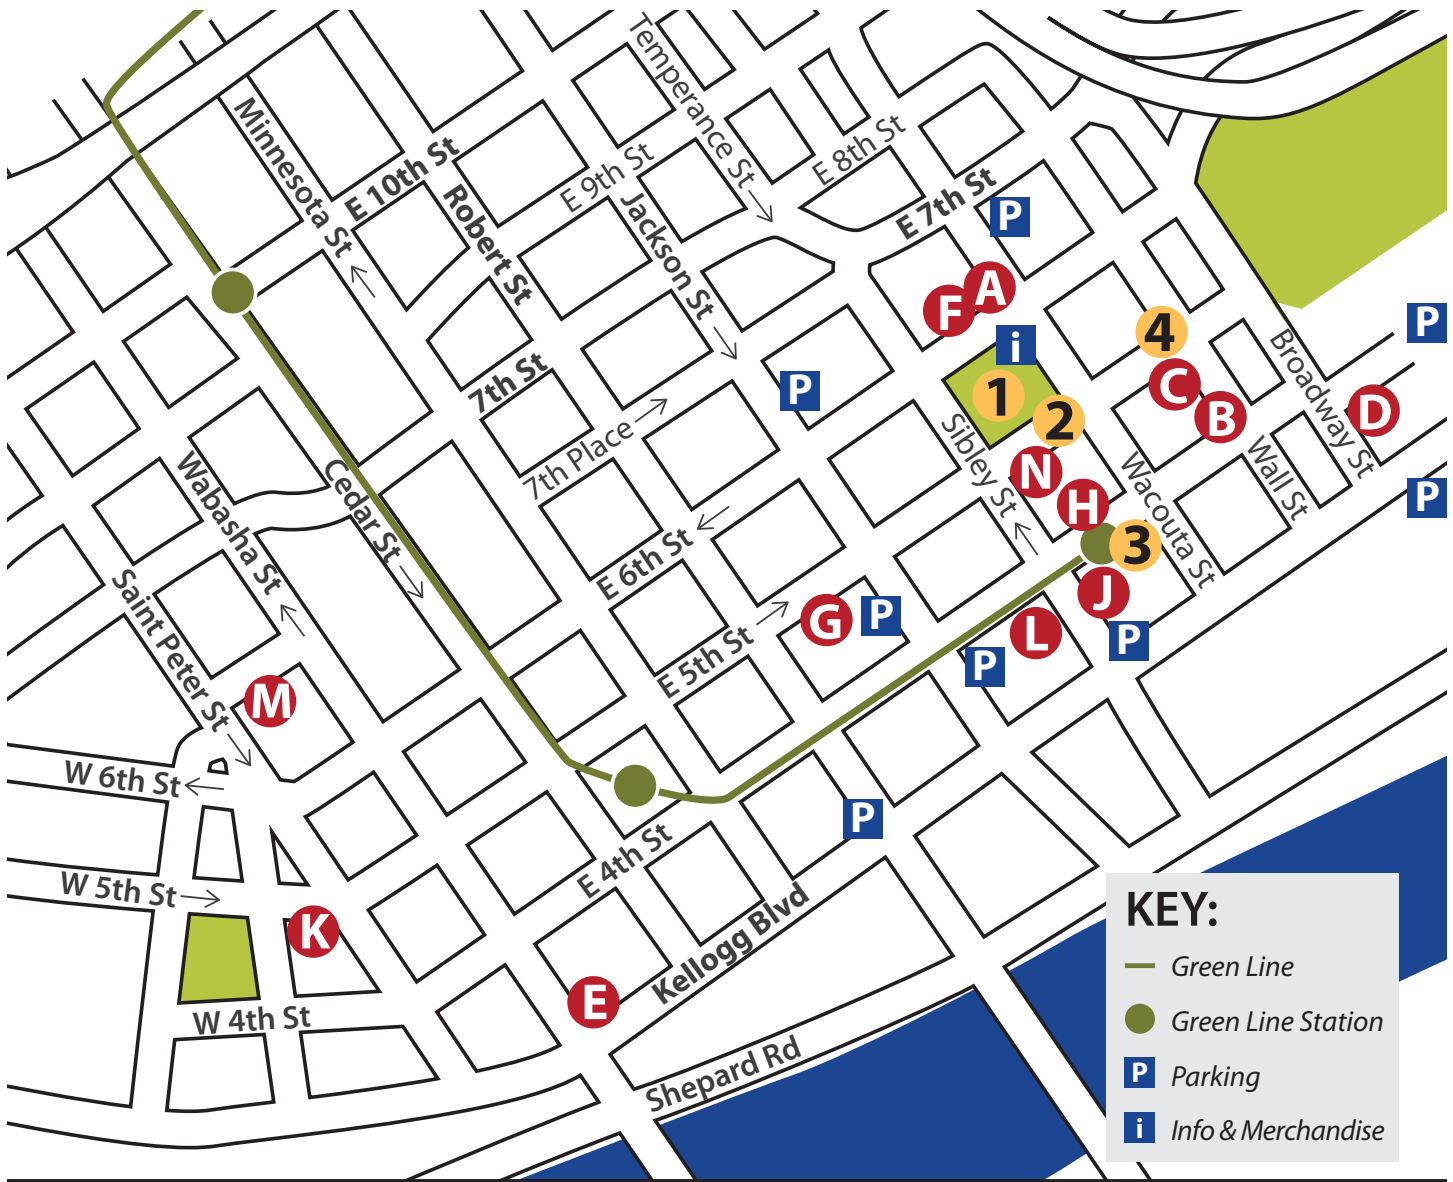 Temperance St
Minnesota St
E 10th St
E 9th St
E 8th St
E 7th St
P
Robert St
Jackson St
A
F
i
4
P
1
2
C
B
D
Broadway St
7th St
P
7th Place
Sibley St
N
H
3
Wacouta St
Wall St
P
Wabasha St
Cedar St
E 6th St
Saint Peter St
E 5th St
G
P
J
L
P
P
M
W 6th St
P
E 4th St
W 5th St
K
Kellogg Blvd
E
W 4th St
Shepard Rd
KEY:
Green Line
Green Line Station
P Parking
i Info & Merchandise